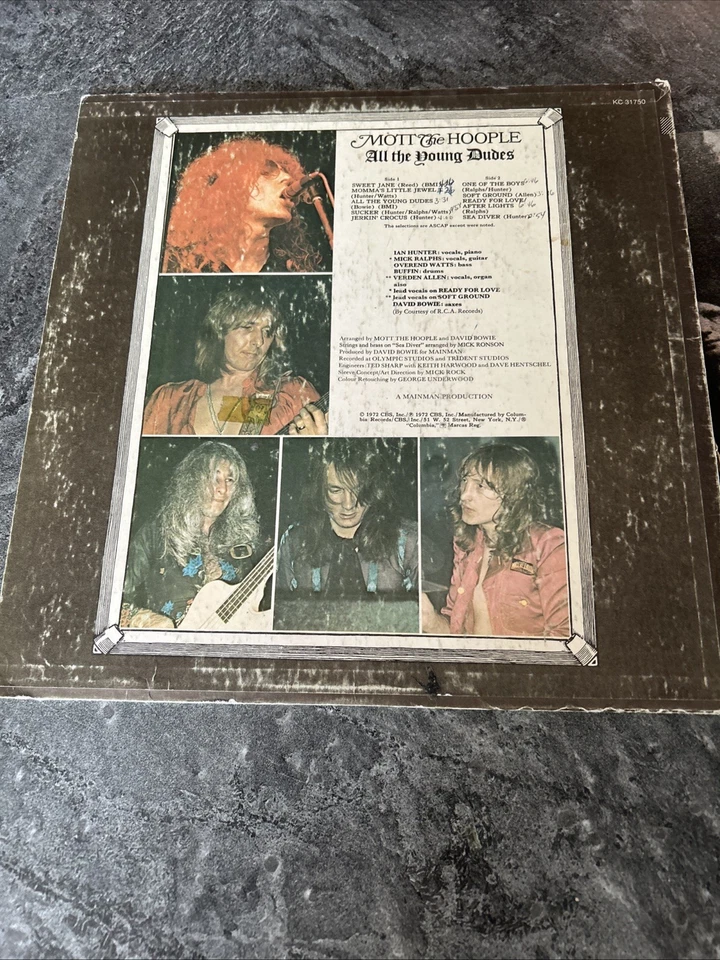 KC 31750
MOTT The HOOPLE
All the Young Dudes
Side 1
SWEET JANE (Reed) (BMI)
MOMMA'S LITTLE JEWEL
(Hunter/Watts)
ALL THE YOUNG DUDES 3:31
(Bowie) (BMI)
SUCKER (Hunter/Ralphs/Watts)
JERKIN' CROCUS (Hunter)
Side 2
ONE OF THE BOYS
(Ralphs/Hunter)
SOFT GROUND (Allen)
READY FOR LOVE/
AFTER LIGHTS
(Ralphs)
SEA DIVER (Hunter)
The selections are ASCAP except were noted.
IAN HUNTER: vocals, piano
* MICK RALPHS: vocals, guitar
OVEREND WATTS: bass
BUFFIN: drums
** VERDEN ALLEN: vocals, organ
also
* lead vocals on READY FOR LOVE
** lead vocals on SOFT GROUND
DAVID BOWIE: saxes
(By Courtesy of R.C.A. Records)
Arranged by MOTT THE HOOPLE and DAVID BOWIE
Strings and brass on "Sea Diver" arranged by MICK RONSON
Produced by DAVID BOWIE for MAINMAN
Recorded at OLYMPIC STUDIOS and TRIDENT STUDIOS
Engineers: TED SHARP with KEITH HARWOOD and DAVE HENTSCHEL
Sleeve Concept/Art Direction by MICK ROCK
Colour Retouching by GEORGE UNDERWOOD
A MAINMAN PRODUCTION
© 1972 CBS, Inc./℗ 1972 CBS, Inc./Manufactured by Colum-
bia Records/CBS, Inc./51 W. 52 Street, New York, N.Y./®
"Columbia," Marcas Reg.